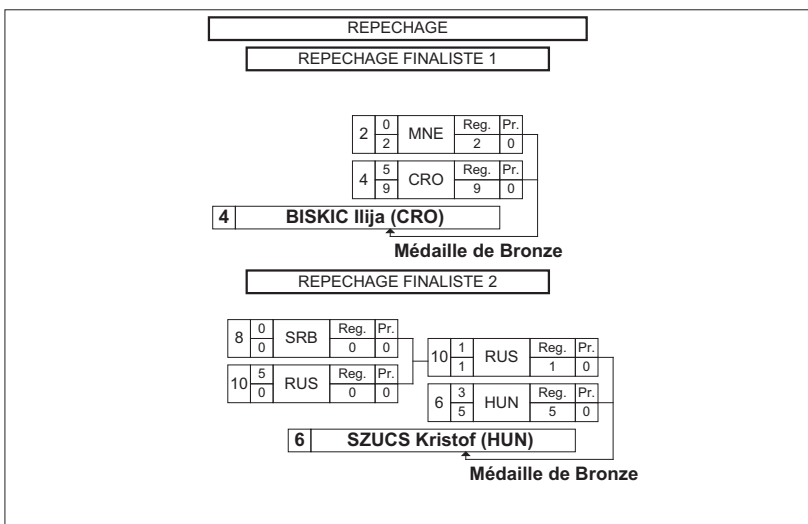 REPECHAGE
REPECHAGE FINALISTE 1
2 0 MNE Reg. Pr.
2 2 0
4 5 CRO Reg. Pr.
9 9 0
4 BISKIC Ilija (CRO)
Médaille de Bronze
REPECHAGE FINALISTE 2
8 0 SRB Reg. Pr.
0 0 0
10 5 RUS Reg. Pr.
0 0 0
10 1 RUS Reg. Pr.
1 1 0
6 3 HUN Reg. Pr.
5 5 0
6 SZUCS Kristof (HUN)
Médaille de Bronze